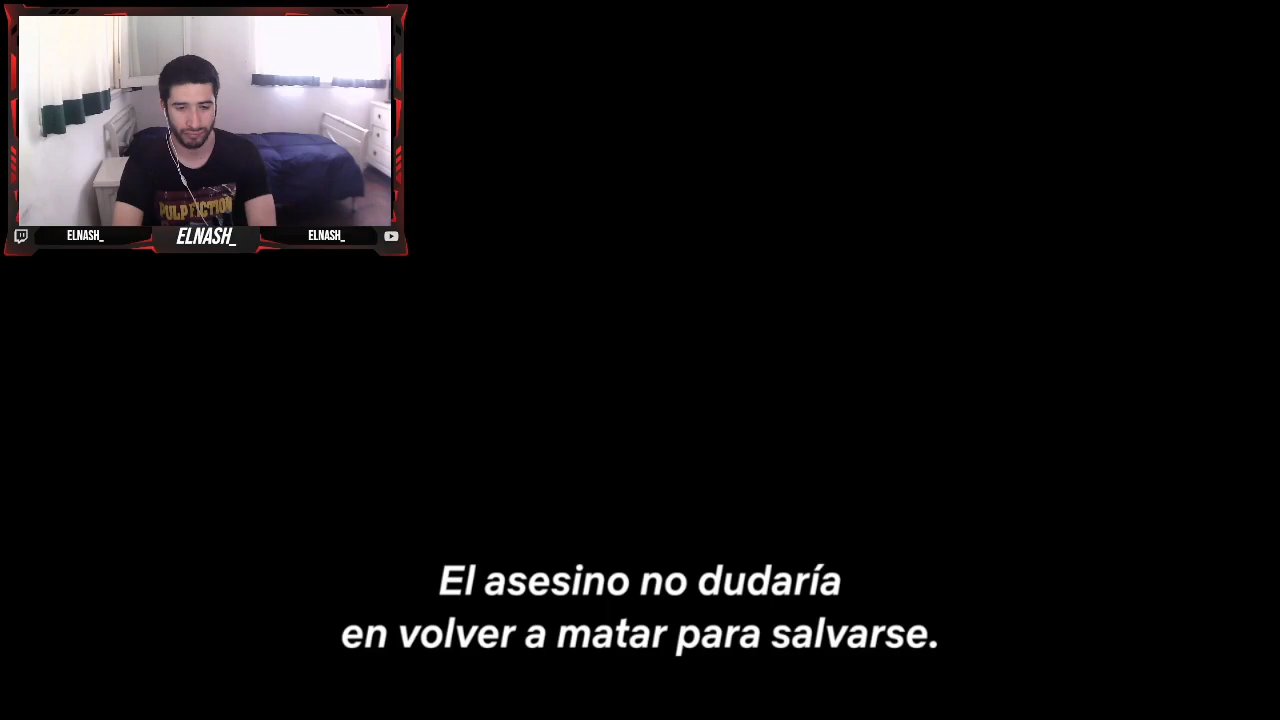 PULP FICTION
ELNASH_
ELNASH_
ELNASH_
El asesino no dudaría
en volver a matar para salvarse.